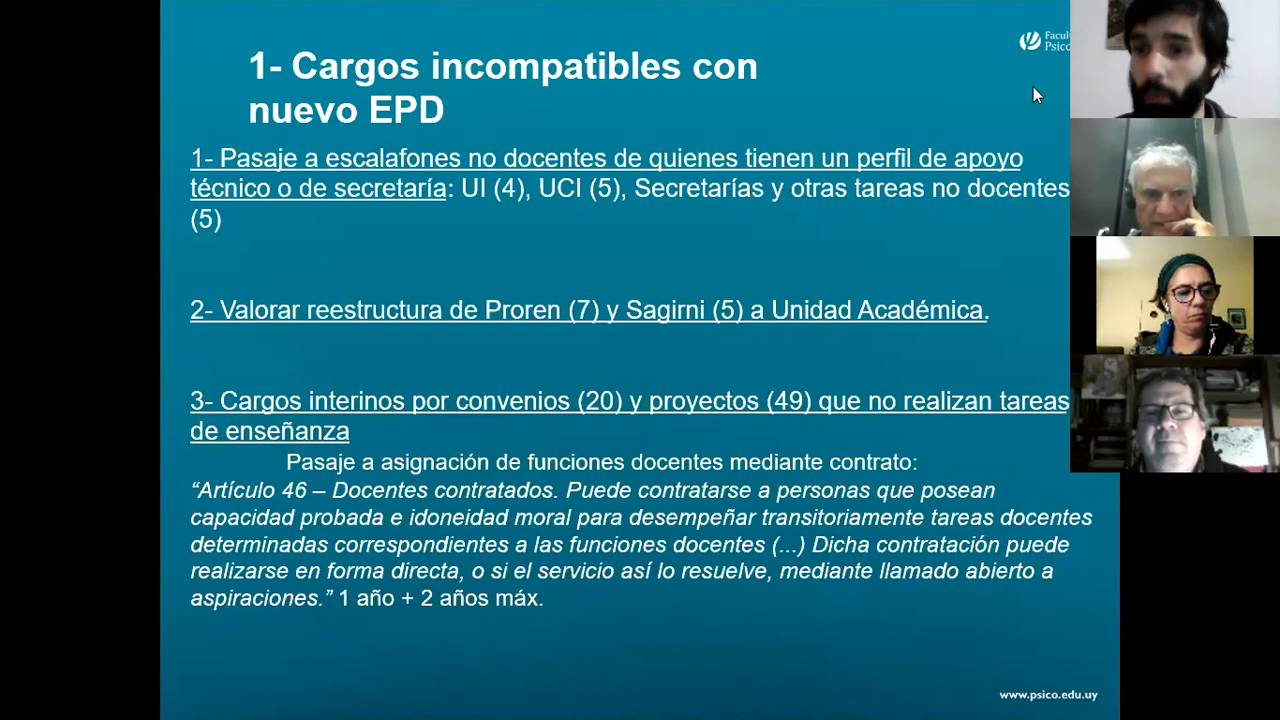 1- Cargos incompatibles con
nuevo EPD
1- Pasaje a escalafones no docentes de quienes tienen un perfil de apoyo
técnico o de secretaría: UI (4), UCI (5), Secretarías y otras tareas no docentes
(5)
2- Valorar reestructura de Proren (7) y Sagirni (5) a Unidad Académica.
3- Cargos interinos por convenios (20) y proyectos (49) que no realizan tareas
de enseñanza
Pasaje a asignación de funciones docentes mediante contrato:
“Artículo 46 – Docentes contratados. Puede contratarse a personas que posean
capacidad probada e idoneidad moral para desempeñar transitoriamente tareas docentes
determinadas correspondientes a las funciones docentes (...) Dicha contratación puede
realizarse en forma directa, o si el servicio así lo resuelve, mediante llamado abierto a
aspiraciones.” 1 año + 2 años máx.
www.psico.edu.uy